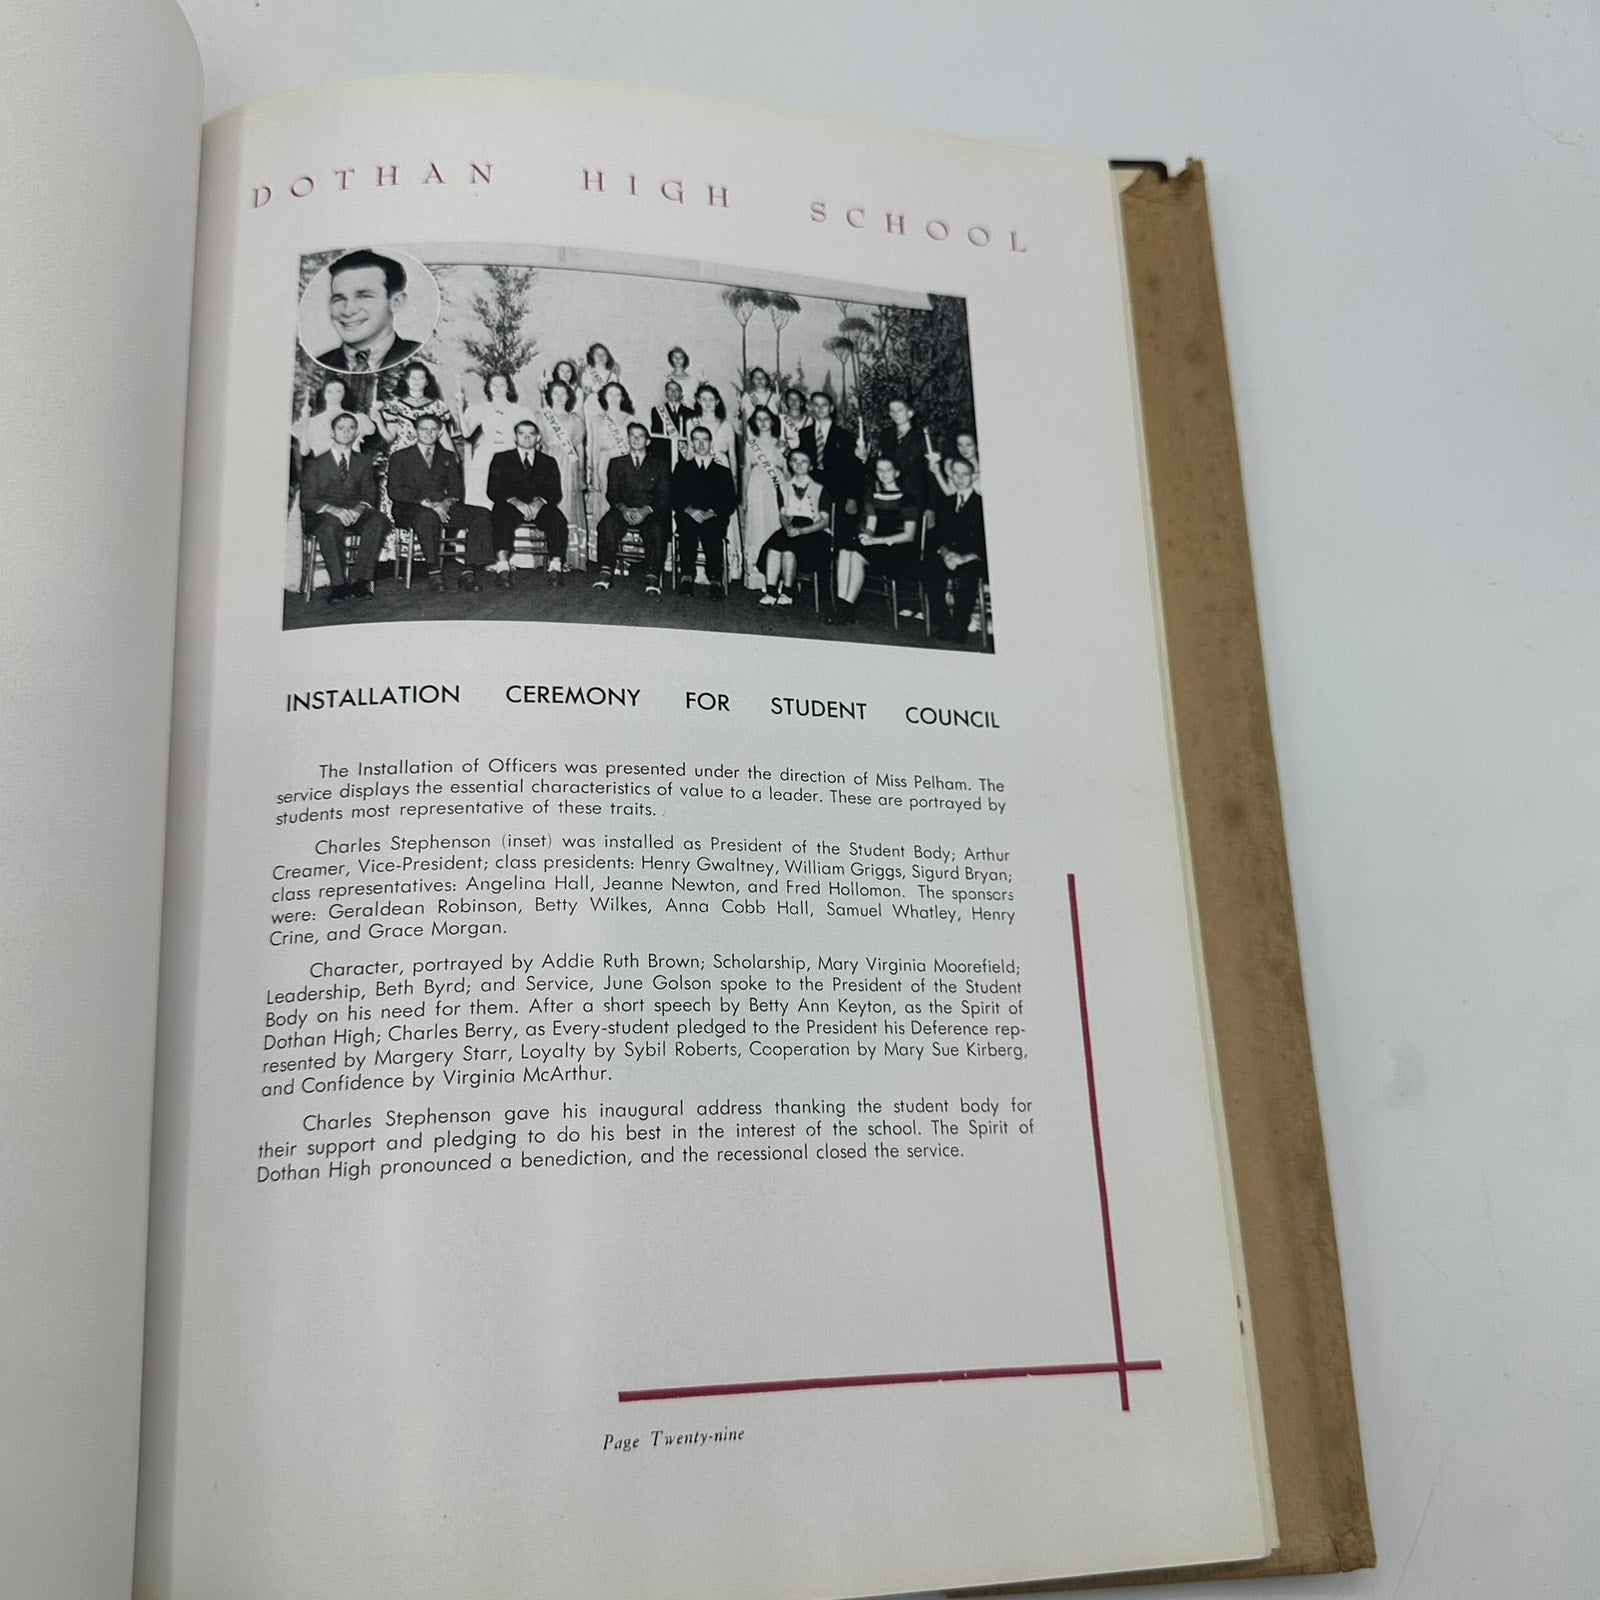 DOTHAN HIGH SCHOOL
LOYALTY
INSTALLATION CEREMONY FOR STUDENT COUNCIL
The Installation of Officers was presented under the direction of Miss Pelham. The
service displays the essential characteristics of value to a leader. These are portrayed by
students most representative of these traits.
Charles Stephenson (inset) was installed as President of the Student Body; Arthur
Creamer, Vice-President; class presidents: Henry Gwaltney, William Griggs, Sigurd Bryan;
class representatives: Angelina Hall, Jeanne Newton, and Fred Hollomon. The sponsors
were: Geraldean Robinson, Betty Wilkes, Anna Cobb Hall, Samuel Whatley, Henry
Crine, and Grace Morgan.
Character, portrayed by Addie Ruth Brown; Scholarship, Mary Virginia Moorefield;
Leadership, Beth Byrd; and Service, June Golson spoke to the President of the Student
Body on his need for them. After a short speech by Betty Ann Keyton, as the Spirit of
Dothan High; Charles Berry, as Every-student pledged to the President his Deference rep-
resented by Margery Starr, Loyalty by Sybil Roberts, Cooperation by Mary Sue Kirberg,
and Confidence by Virginia McArthur.
Charles Stephenson gave his inaugural address thanking the student body for
their support and pledging to do his best in the interest of the school. The Spirit of
Dothan High pronounced a benediction, and the recessional closed the service.
Page Twenty-nine